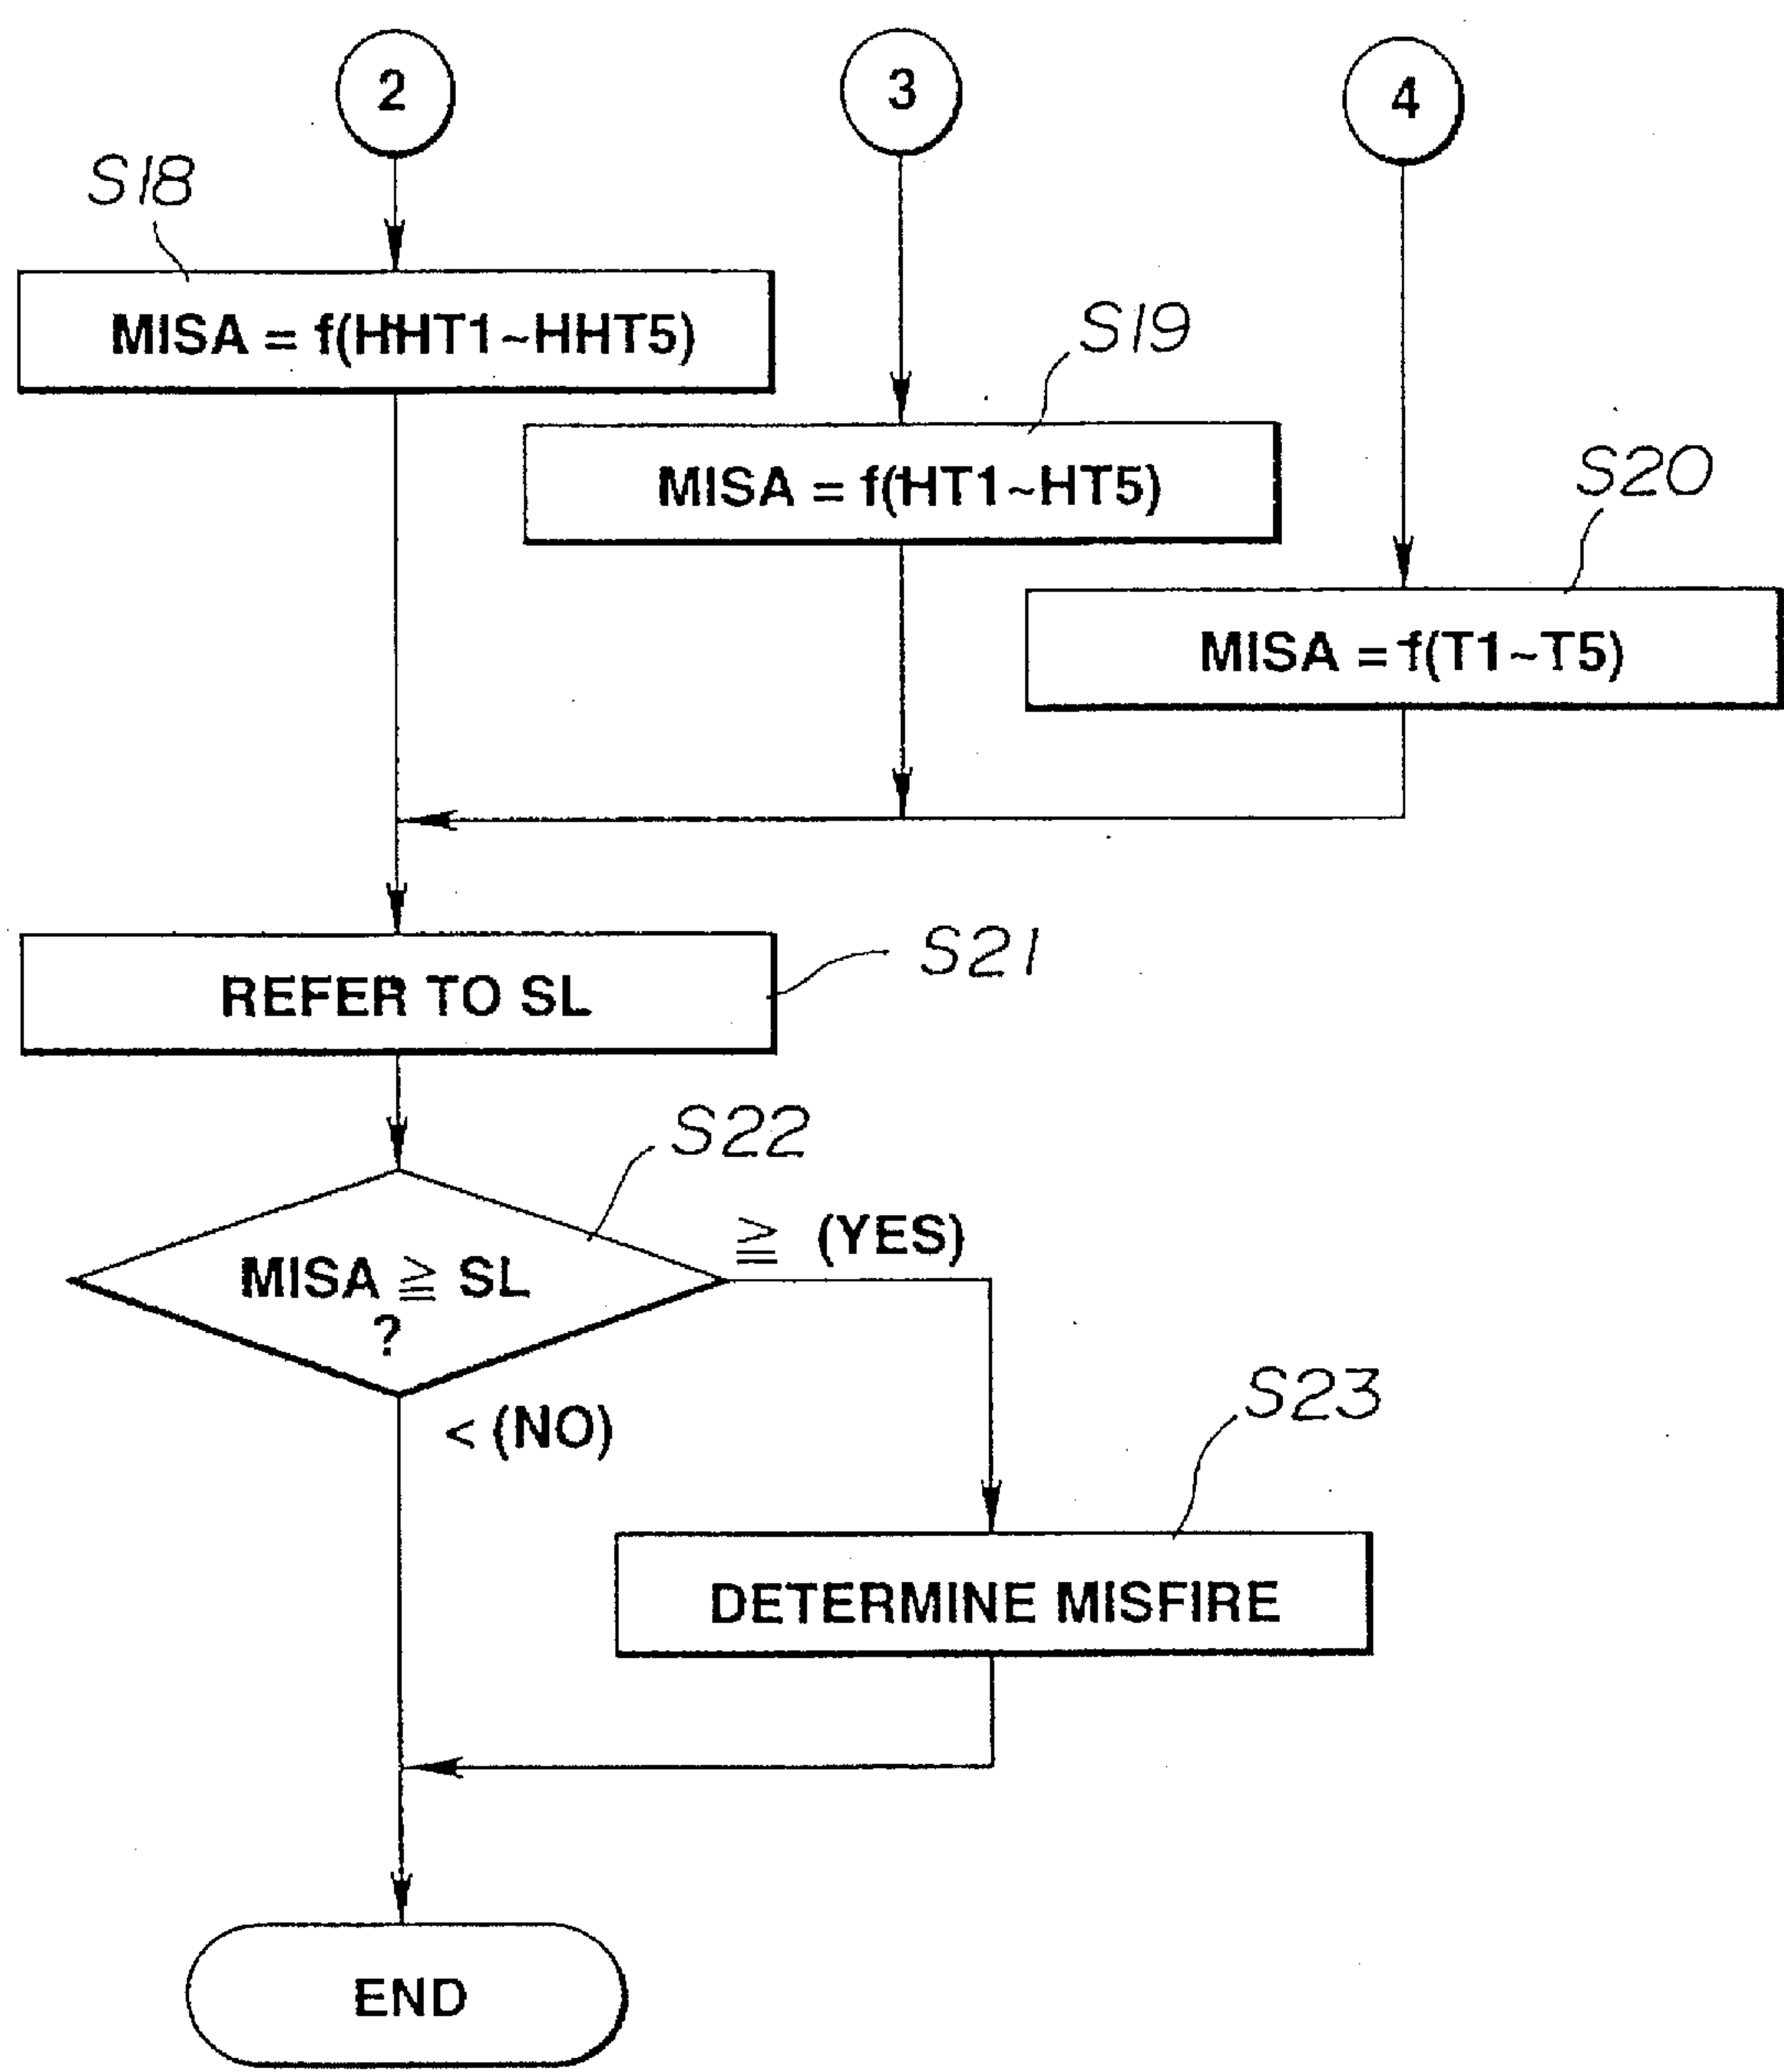 2
3
4
S18
MISA = f(HHT1~HHT5)
S19
MISA = f(HT1~HT5)
S20
MISA = f(T1~T5)
REFER TO SL
S21
S22
≧ (YES)
MISA ≧ SL
?
< (NO)
S23
DETERMINE MISFIRE
END